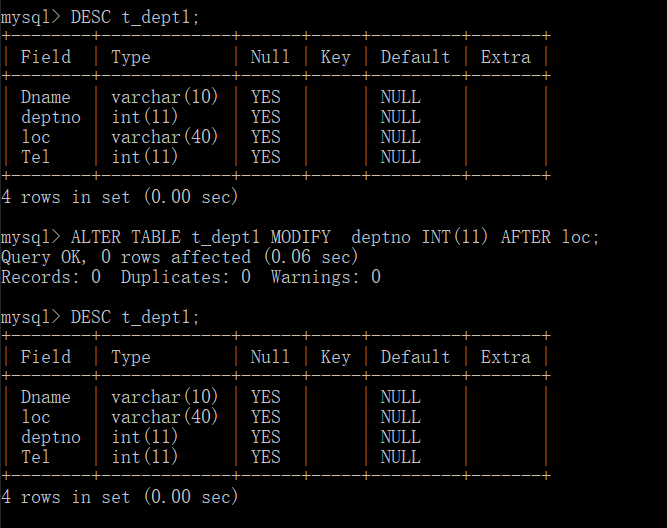 mysql> DESC t_dept1;
+--------+-------------+------+-----+---------+-------+
| Field  | Type        | Null | Key | Default | Extra |
+--------+-------------+------+-----+---------+-------+
| Dname  | varchar(10) | YES  |     | NULL    |       |
| deptno | int(11)     | YES  |     | NULL    |       |
| loc    | varchar(40) | YES  |     | NULL    |       |
| Tel    | int(11)     | YES  |     | NULL    |       |
+--------+-------------+------+-----+---------+-------+
4 rows in set (0.00 sec)
mysql> ALTER TABLE t_dept1 MODIFY  deptno INT(11) AFTER loc;
Query OK, 0 rows affected (0.06 sec)
Records: 0  Duplicates: 0  Warnings: 0
mysql> DESC t_dept1;
+--------+-------------+------+-----+---------+-------+
| Field  | Type        | Null | Key | Default | Extra |
+--------+-------------+------+-----+---------+-------+
| Dname  | varchar(10) | YES  |     | NULL    |       |
| loc    | varchar(40) | YES  |     | NULL    |       |
| deptno | int(11)     | YES  |     | NULL    |       |
| Tel    | int(11)     | YES  |     | NULL    |       |
+--------+-------------+------+-----+---------+-------+
4 rows in set (0.00 sec)